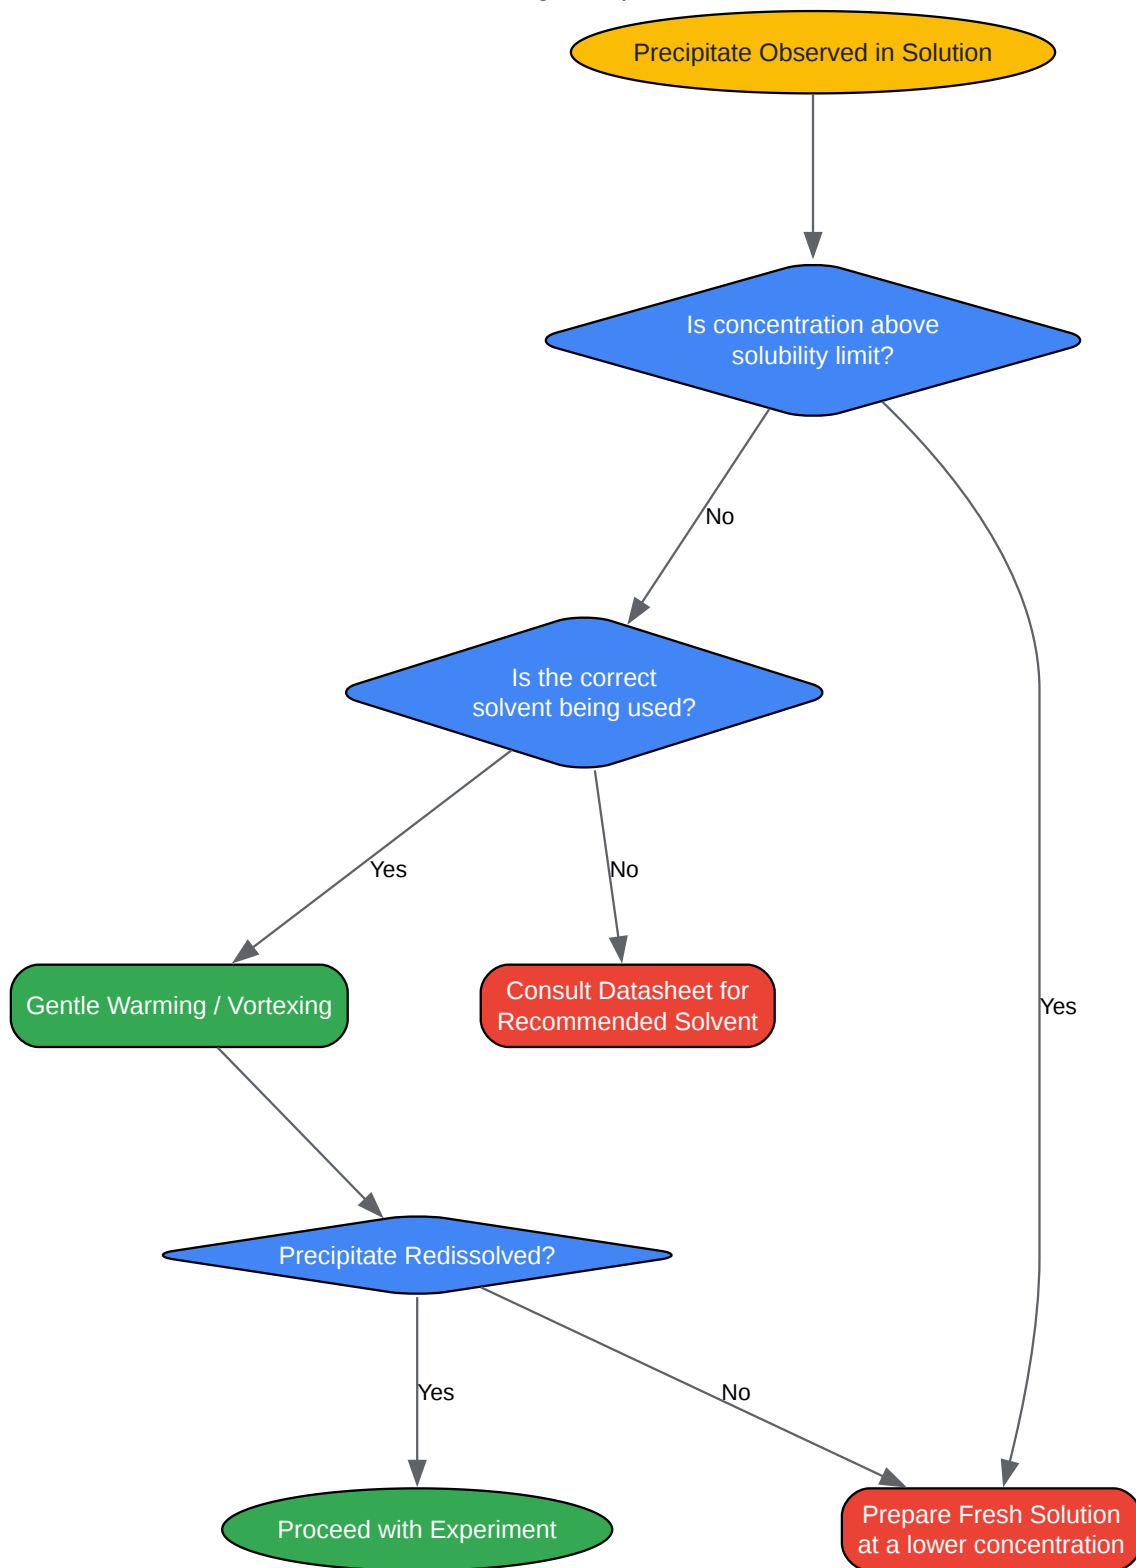 Precipitate Observed in Solution
Is concentration above
solubility limit?
No
Is the correct
solvent being used?
Yes
No
Gentle Warming / Vortexing
Consult Datasheet for
Recommended Solvent
Yes
Precipitate Redissolved?
Yes
No
Proceed with Experiment
Prepare Fresh Solution
at a lower concentration